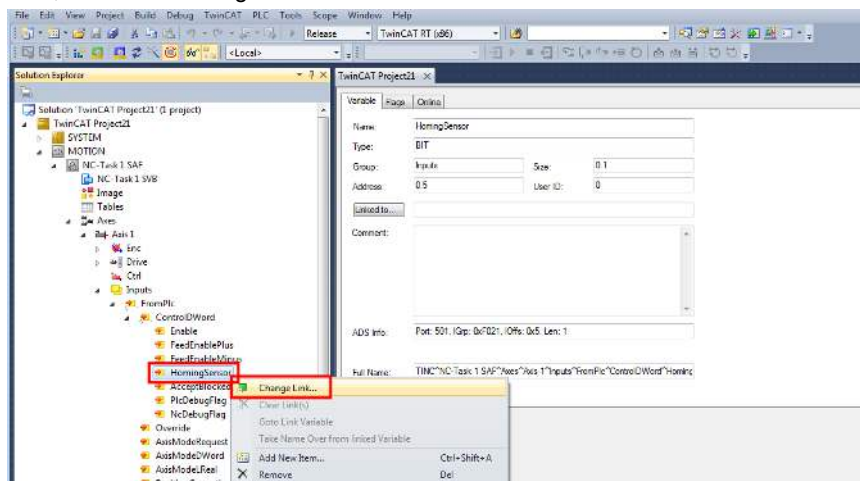 File Edit View Project Build Debug TwinCAT PLC Tools Scope Window Help
Release TwinCAT RT (x86)
<Local>
Solution Explorer
TwinCAT Project21
Solution 'TwinCAT Project21' (1 project)
TwinCAT Project21
SYSTEM
MOTION
NC-Task 1 SAF
NC-Task 1 SVB
Image
Tables
Axes
Axis 1
Enc
Drive
Ctrl
Inputs
FromPlc
ControlDWord
Enable
FeedEnablePlus
FeedEnableMinus
HomingSensor
AcceptBlocked
PlcDebugFlag
NcDebugFlag
Override
AxisModeRequest
AxisModeDWord
AxisModeLReal
Variable Flags Online
Name: HomingSensor
Type: BIT
Group: Inputs Size: 0.1
Address: 0.5 User ID: 0
Linked to...
Comment:
ADS Info: Port: 501, IGrp: 0xF021, IOffs: 0x5, Len: 1
Full Name: TINC^NC-Task 1 SAF^Axes^Axis 1^Inputs^FromPlc^ControlDWord^Homing
Change Link...
Clear Link(s)
Goto Link Variable
Take Name Over from linked Variable
Add New Item... Ctrl+Shift+A
Remove Del